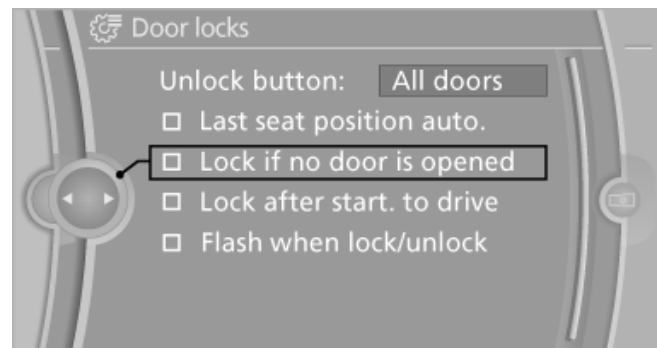 Door locks
Unlock button: All doors
Last seat position auto.
Lock if no door is opened
Lock after start. to drive
Flash when lock/unlock